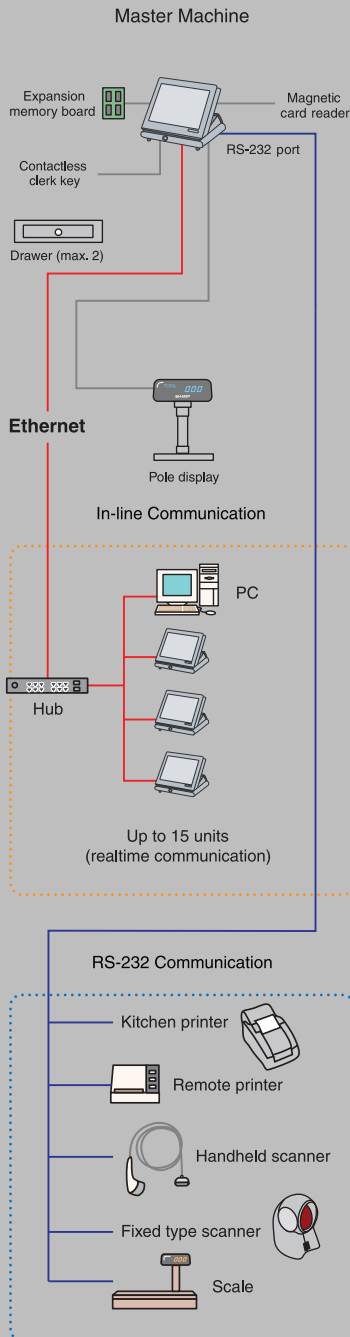 Master Machine
Expansion
memory board
Magnetic
card reader
RS-232 port
Contactless
clerk key
Drawer (max. 2)
Ethernet
TOTAL
000
SHARP
Pole display
In-line Communication
PC
Hub
Up to 15 units
(realtime communication)
RS-232 Communication
Kitchen printer
Remote printer
Handheld scanner
Fixed type scanner
000
Scale